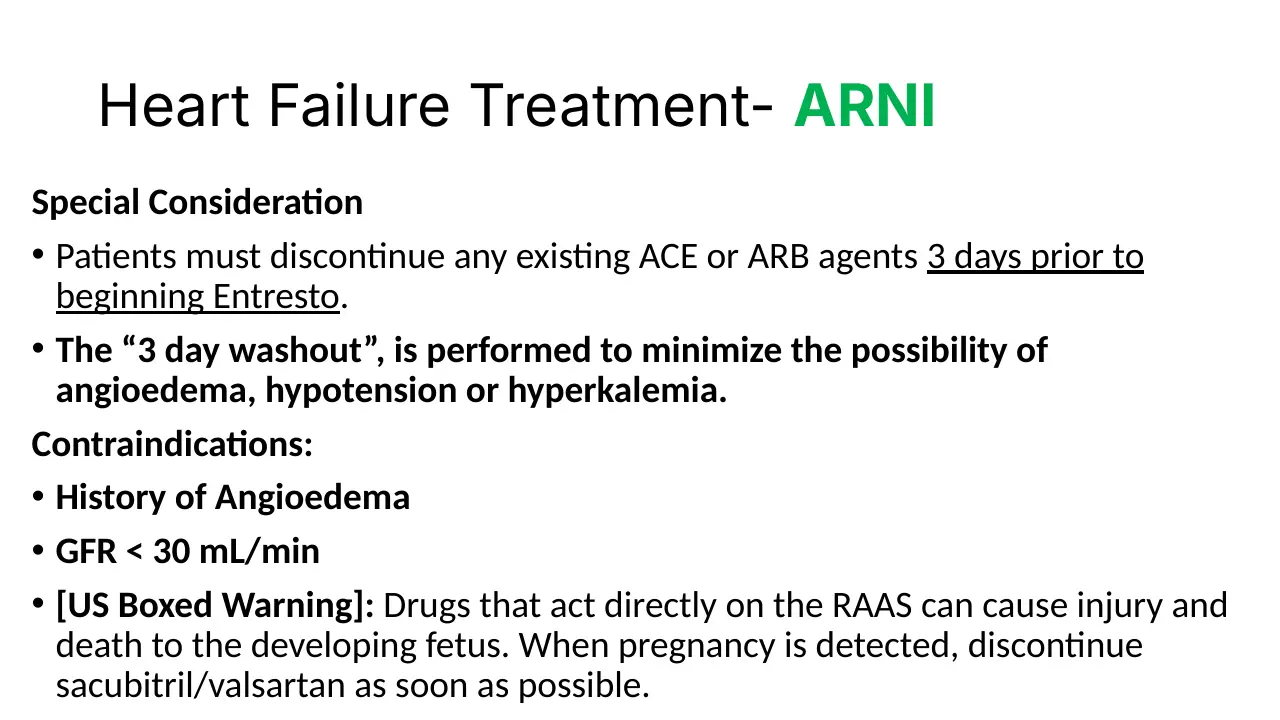 Heart Failure Treatment- ARNI
Special Consideration
• Patients must discontinue any existing ACE or ARB agents 3 days prior to
beginning Entresto.
• The “3 day washout”, is performed to minimize the possibility of
angioedema, hypotension or hyperkalemia.
Contraindications:
• History of Angioedema
• GFR < 30 mL/min
• [US Boxed Warning]: Drugs that act directly on the RAAS can cause injury and
death to the developing fetus. When pregnancy is detected, discontinue
sacubitril/valsartan as soon as possible.